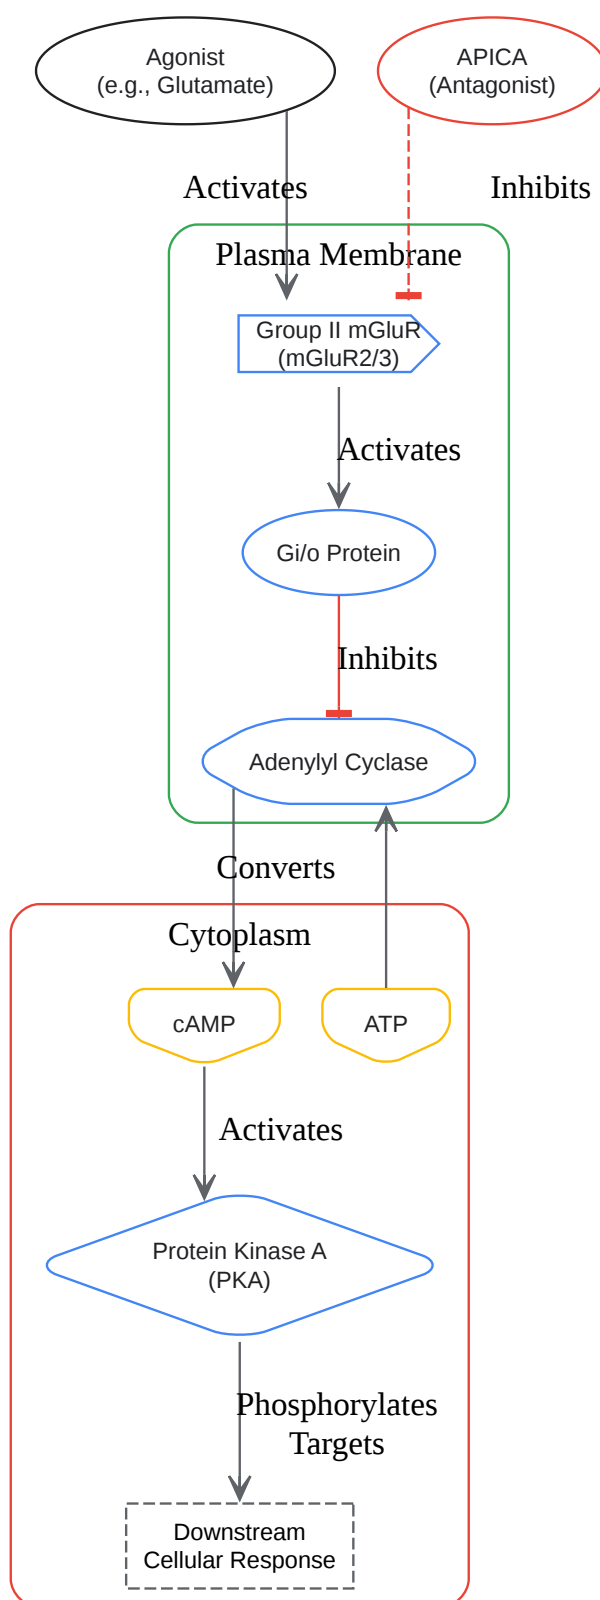 Agonist
(e.g., Glutamate)
APICA
(Antagonist)
Activates
Inhibits
Plasma Membrane
Group II mGluR
(mGluR2/3)
Activates
Gi/o Protein
Inhibits
Adenylyl Cyclase
Converts
Cytoplasm
cAMP
ATP
Activates
Protein Kinase A
(PKA)
Phosphorylates
Targets
Downstream
Cellular Response